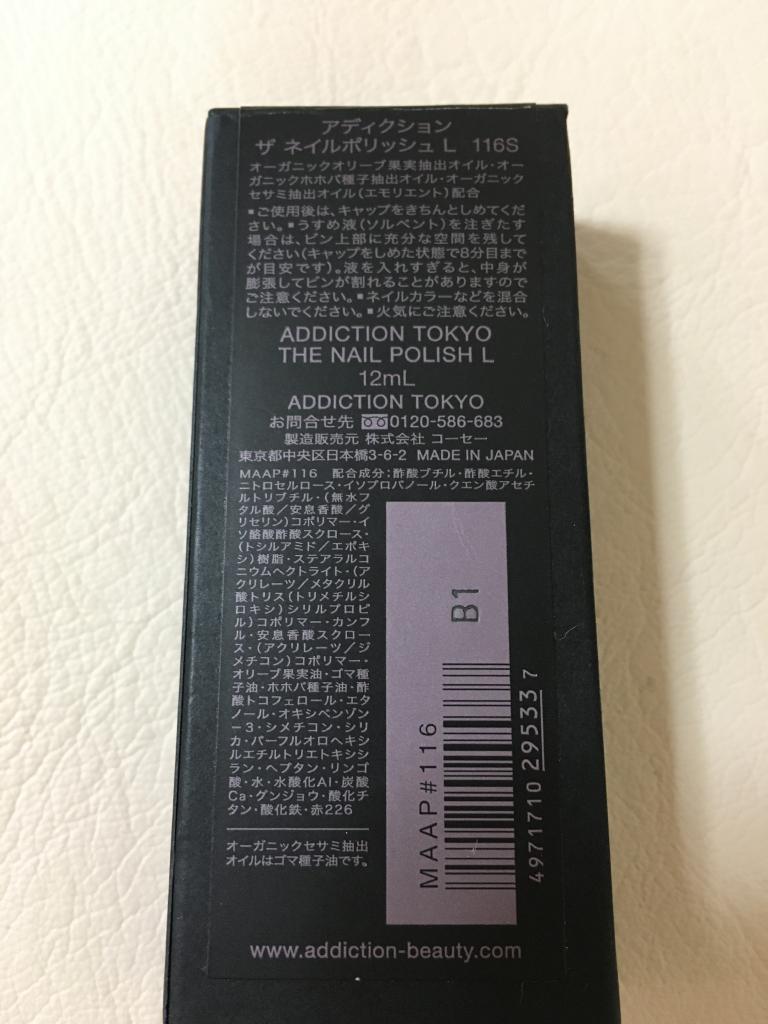 アディクション
ザ ネイルポリッシュ L 116S
オーガニックオリーブ果実抽出オイル・オー
ガニックホホバ種子抽出オイル・オーガニック
セサミ抽出オイル(エモリエント)配合
▪ご使用後は、キャップをきちんとしめてくだ
さい。▪うすめ液(ソルベント)を注ぎたす
場合は、ビン上部に充分な空間を残して
ください(キャップをしめた状態で8分目まで
が目安です)。液を入れすぎると、中身が
膨張してビンが割れることがありますので
ご注意ください。▪ネイルカラーなどを混合
しないでください。▪火気にご注意ください。
ADDICTION TOKYO
THE NAIL POLISH L
12mL
ADDICTION TOKYO
お問合せ先 0120-586-683
製造販売元 株式会社 コーセー
東京都中央区日本橋3-6-2 MADE IN JAPAN
MAAP#116 配合成分:酢酸ブチル・酢酸エチル・
ニトロセルロース・イソプロパノール・クエン酸アセチ
ルトリブチル・(無水フ
タル酸/安息香酸/グ
リセリン)コポリマー・イ
ソ酪酸酢酸スクロース・
(トシルアミド/エポキ
シ)樹脂・ステアラルコ
ニウムヘクトライト・(ア
クリレーツ/メタクリル
酸トリス(トリメチルシ
ロキシ)シリルプロピ
ル)コポリマー・カンフ
ル・安息香酸スクロー
ス・(アクリレーツ/ジ
メチコン)コポリマー・
オリーブ果実油・ゴマ種
子油・ホホバ種子油・酢
酸トコフェロール・エタ
ノール・オキシベンゾン
-3・シメチコン・シリ
カ・パーフルオロヘキシ
ルエチルトリエトキシシ
ラン・ヘプタン・リンゴ
酸・水・水酸化Al・炭酸
Ca・ゲンジョウ・酸化チ
タン・酸化鉄・赤226
オーガニックセサミ抽出
オイルはゴマ種子油です。
B1
MAAP#116
4971710 295337
www.addiction-beauty.com